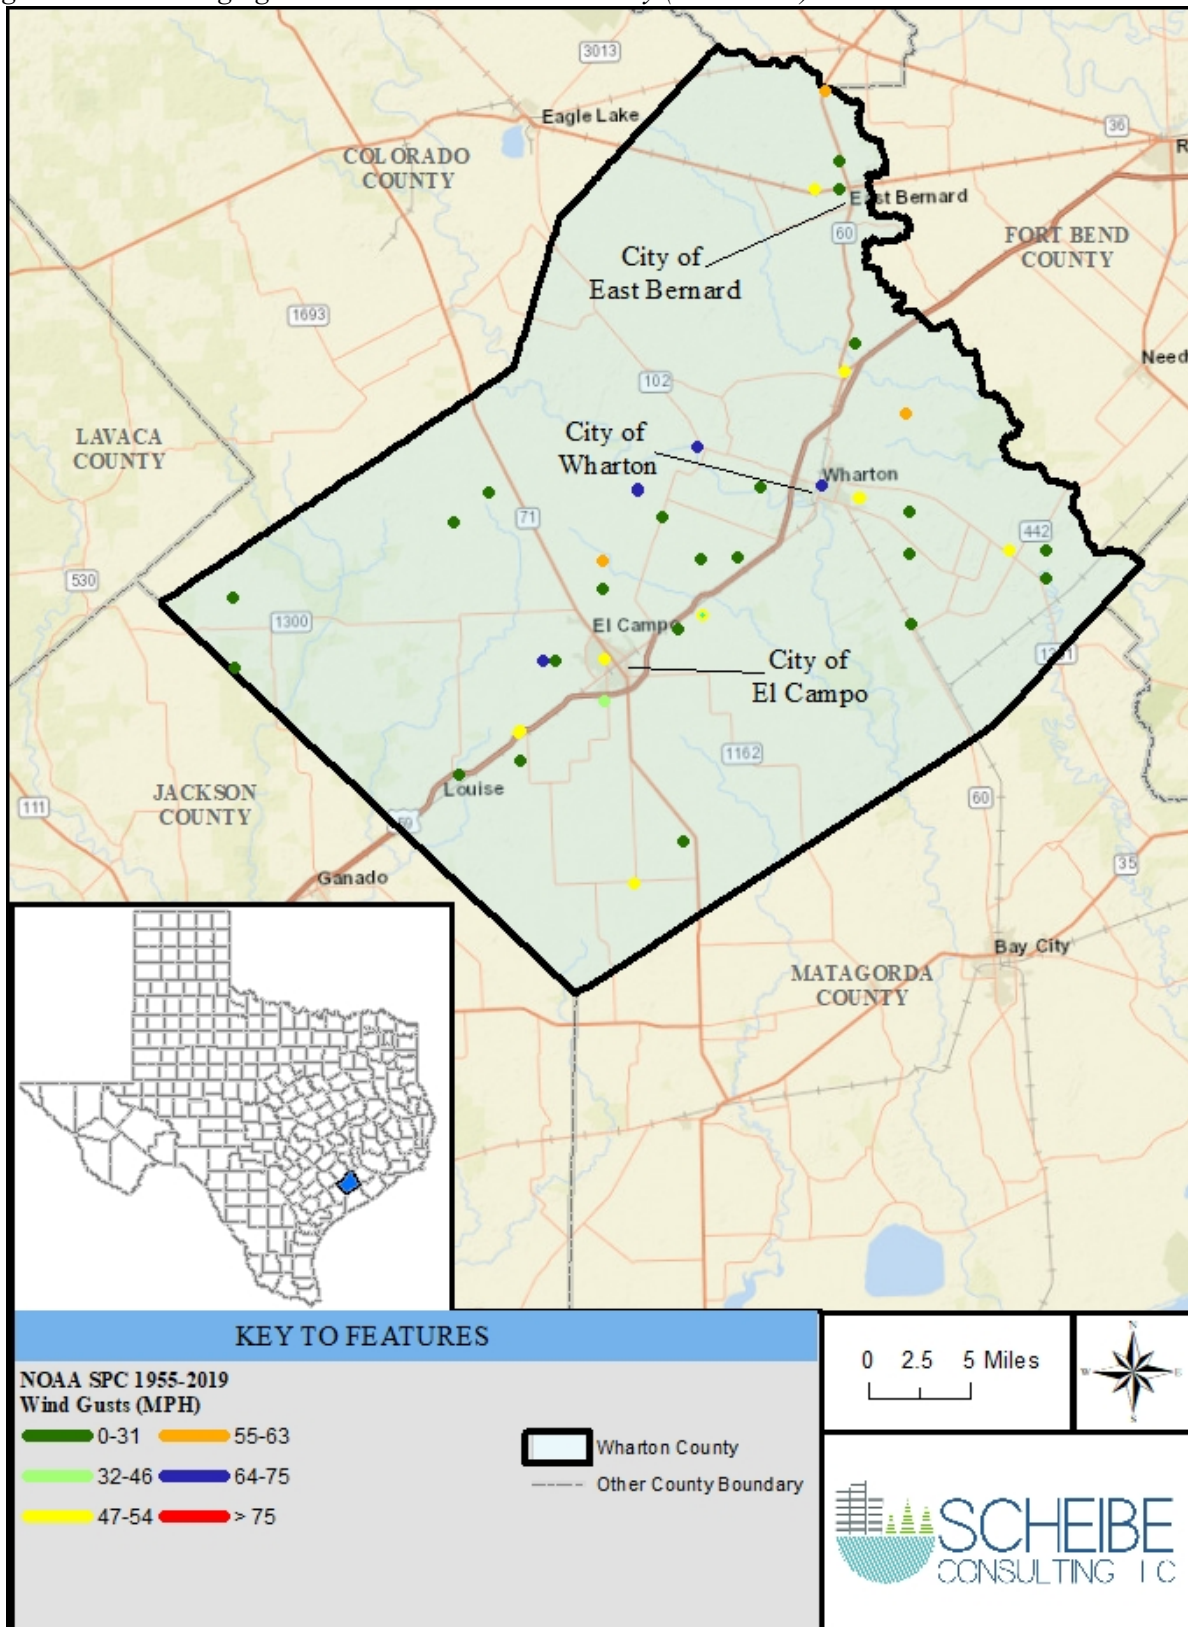 3013
Eagle Lake
36
COLORADO
COUNTY
R
East Bernard
FORT BEND
COUNTY
60
City of
East Bernard
1693
Need
102
LAVACA
COUNTY
City of
Wharton
Wharton
71
442
530
1300
El Campo
City of
El Campo
1162
JACKSON
COUNTY
Louise
111
60
59
35
Ganado
Bay City
MATAGORDA
COUNTY
KEY TO FEATURES
NOAA SPC 1955-2019
Wind Gusts (MPH)
0-31 55-63
32-46 64-75
47-54 > 75
Wharton County
Other County Boundary
0 2.5 5 Miles
N
W E
S
SCHEIBE
CONSULTING